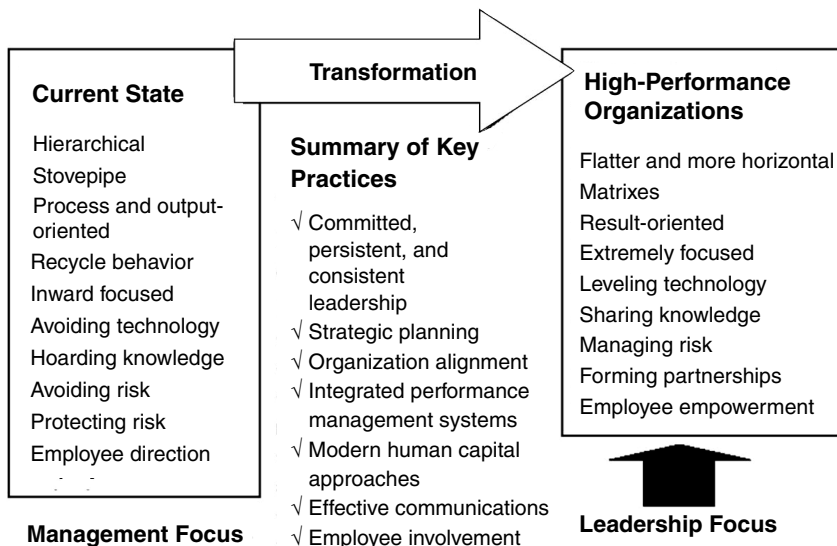 Transformation
Current State
Hierarchical
Stovepipe
Process and output-
oriented
Recycle behavior
Inward focused
Avoiding technology
Hoarding knowledge
Avoiding risk
Protecting risk
Employee direction
Management Focus
Summary of Key
Practices
√ Committed,
persistent, and
consistent
leadership
√ Strategic planning
√ Organization alignment
√ Integrated performance
management systems
√ Modern human capital
approaches
√ Effective communications
√ Employee involvement
High-Performance
Organizations
Flatter and more horizontal
Matrixes
Result-oriented
Extremely focused
Leveling technology
Sharing knowledge
Managing risk
Forming partnerships
Employee empowerment
Leadership Focus